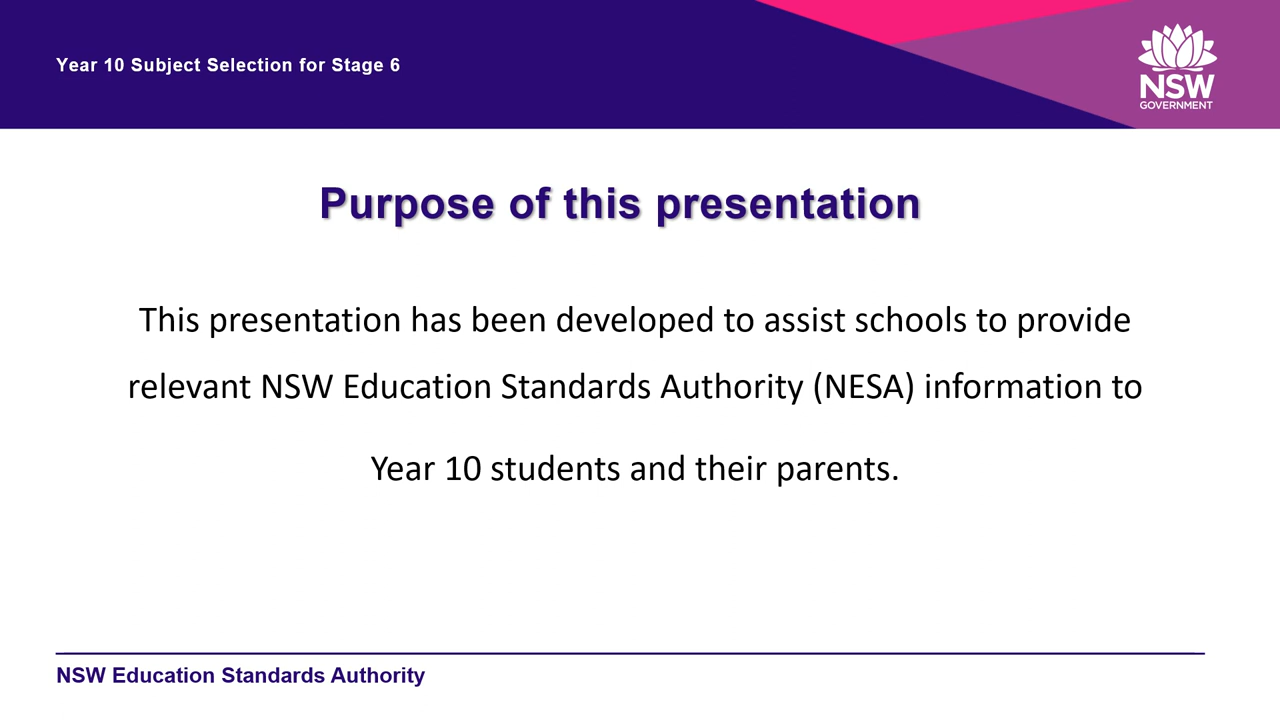 Year 10 Subject Selection for Stage 6
NSW
GOVERNMENT
Purpose of this presentation
This presentation has been developed to assist schools to provide
relevant NSW Education Standards Authority (NESA) information to
Year 10 students and their parents.
NSW Education Standards Authority